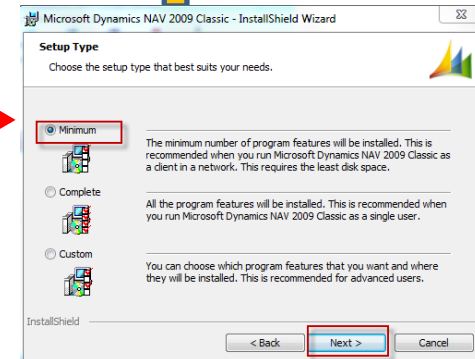 Microsoft Dynamics NAV 2009 Classic - InstallShield Wizard
Setup Type
Choose the setup type that best suits your needs.
Minimum
The minimum number of program features will be installed. This is
recommended when you run Microsoft Dynamics NAV 2009 Classic as
a client in a network. This requires the least disk space.
Complete
All the program features will be installed. This is recommended when
you run Microsoft Dynamics NAV 2009 Classic as a single user.
Custom
You can choose which program features that you want and where
they will be installed. This is recommended for advanced users.
InstallShield
< Back Next > Cancel